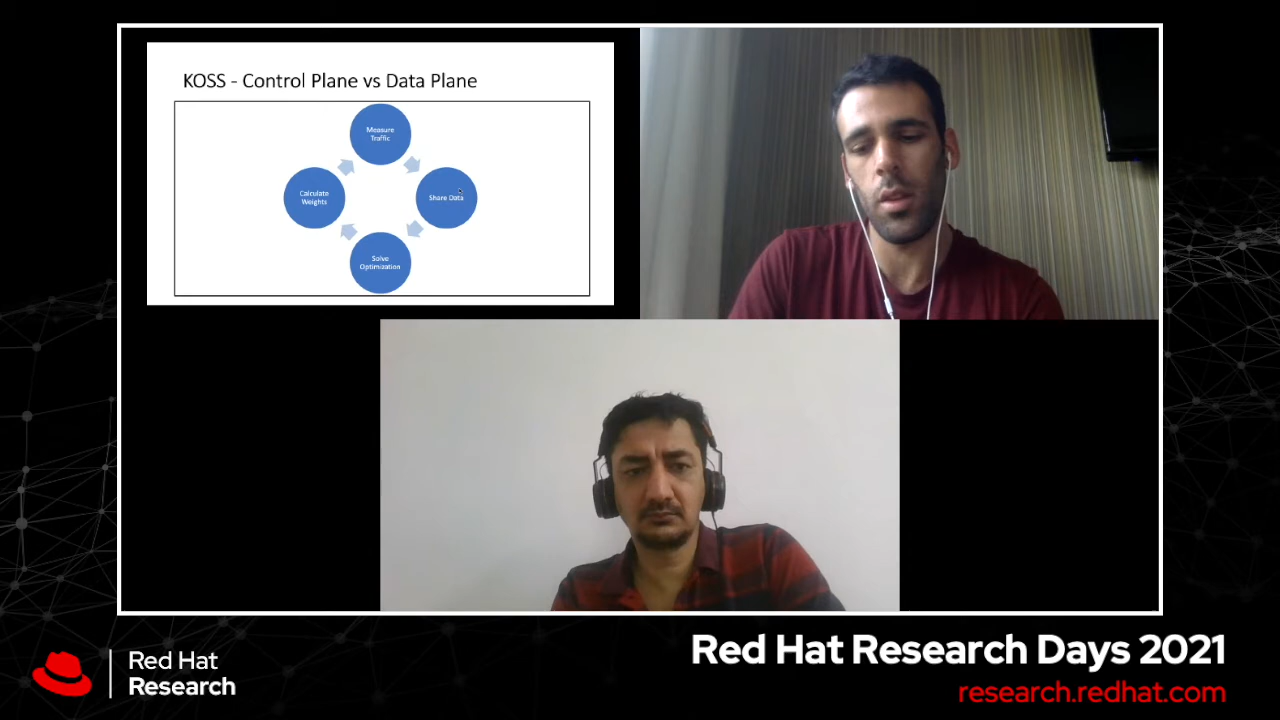 KOSS - Control Plane vs Data Plane
Measure
Traffic
Calculate
Weights
Share Data
Solve
Optimization
Red Hat Research Days 2021
research.redhat.com
Red Hat
Research